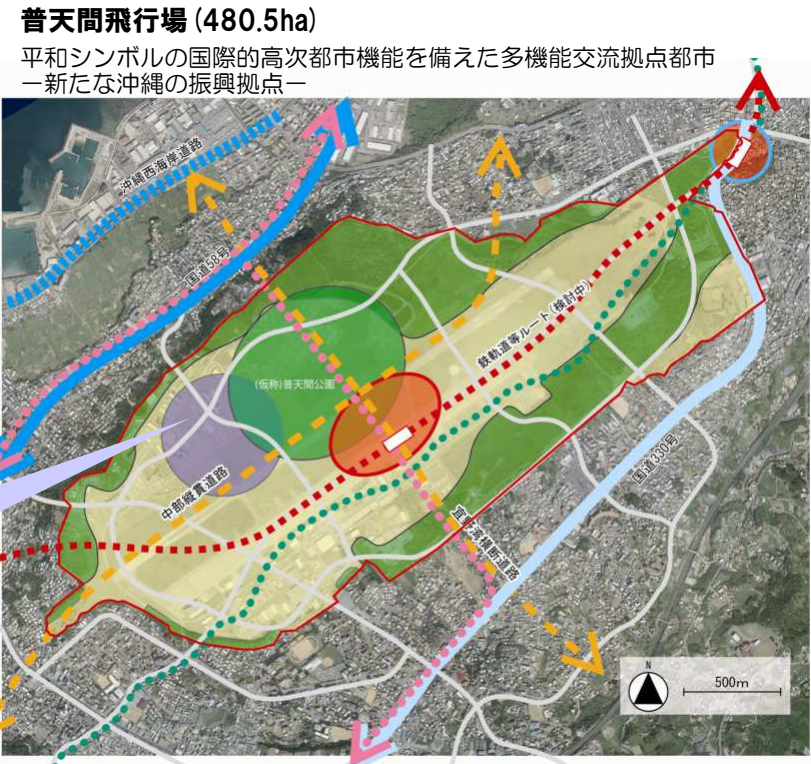 普天間飛行場(480.5ha)
平和シンボルの国際的高次都市機能を備えた多機能交流拠点都市
－新たな沖縄の振興拠点－
沖縄西海岸道路
国道58号
鉄軌道等ルート(検討中)
(仮称)普天間公園
中部縦貫道路
国道330号
宜野湾横断道路
N
500m